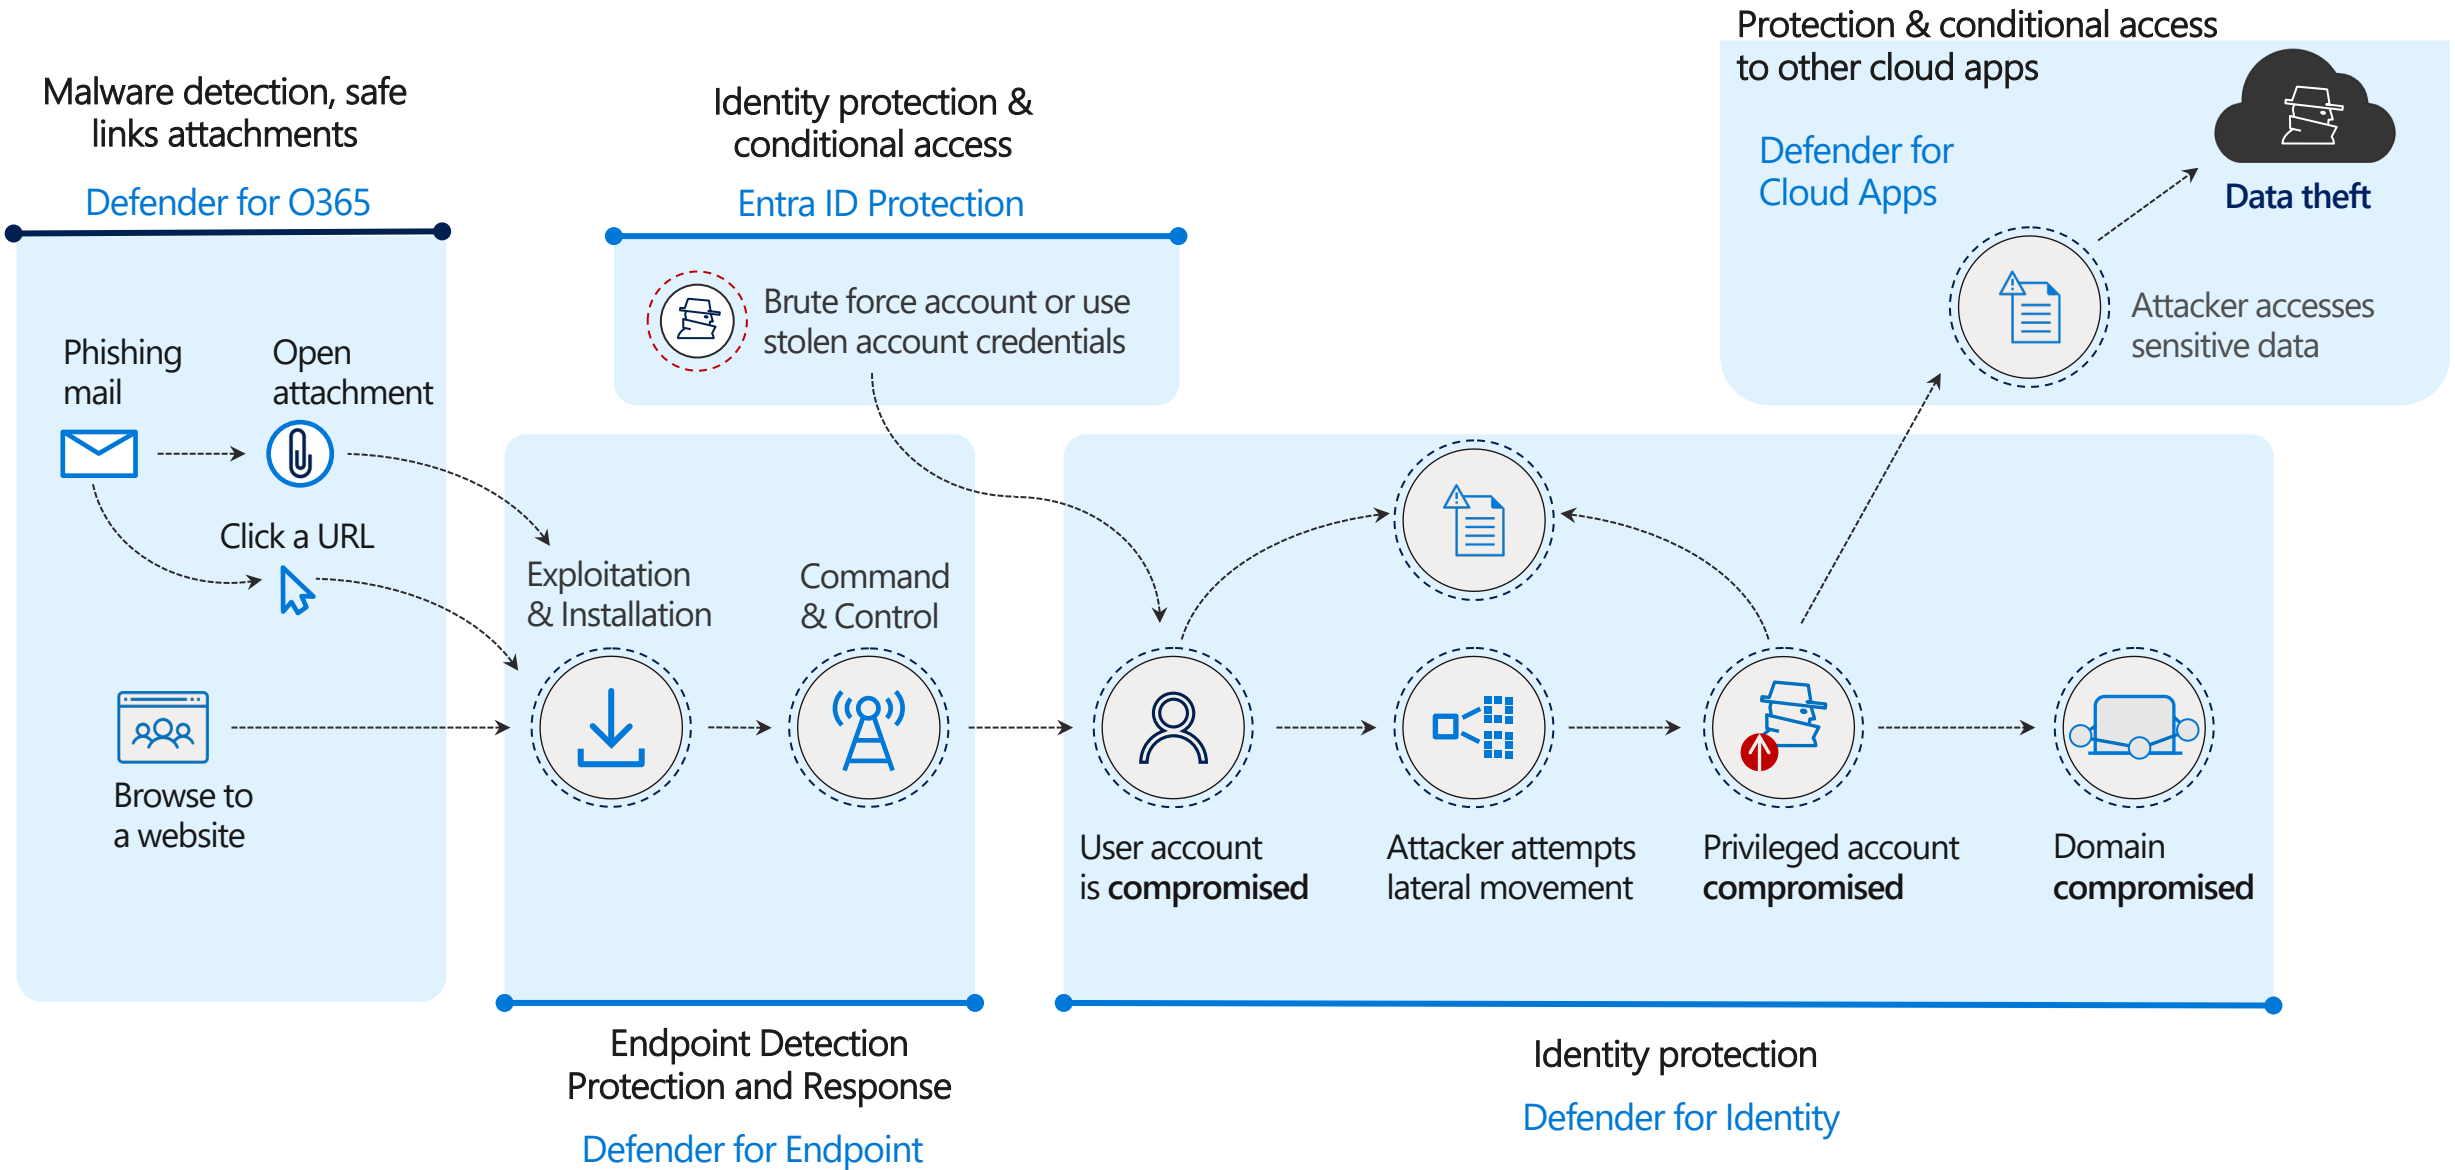 Malware detection, safe
links attachments
Defender for O365
Phishing
mail
Open
attachment
Click a URL
Browse to
a website
Identity protection &
conditional access
Entra ID Protection
Brute force account or use
stolen account credentials
Exploitation
& Installation
Command
& Control
Endpoint Detection
Protection and Response
Defender for Endpoint
User account
is compromised
Attacker attempts
lateral movement
Privileged account
compromised
Domain
compromised
Identity protection
Defender for Identity
Protection & conditional access
to other cloud apps
Defender for
Cloud Apps
Data theft
Attacker accesses
sensitive data